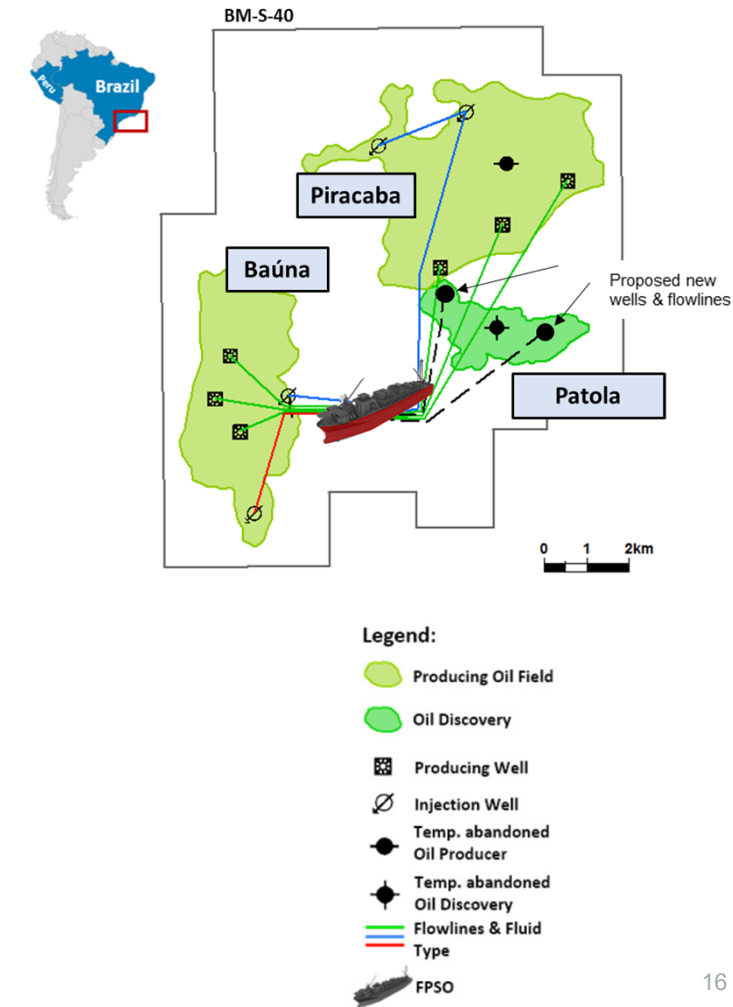 BM-S-40
Peru
Brazil
Piracaba
Baúna
Proposed new
wells & flowlines
Patola
0 1 2km
Legend:
Producing Oil Field
Oil Discovery
Producing Well
Injection Well
Temp. abandoned
Oil Producer
Temp. abandoned
Oil Discovery
Flowlines & Fluid
Type
FPSO
16